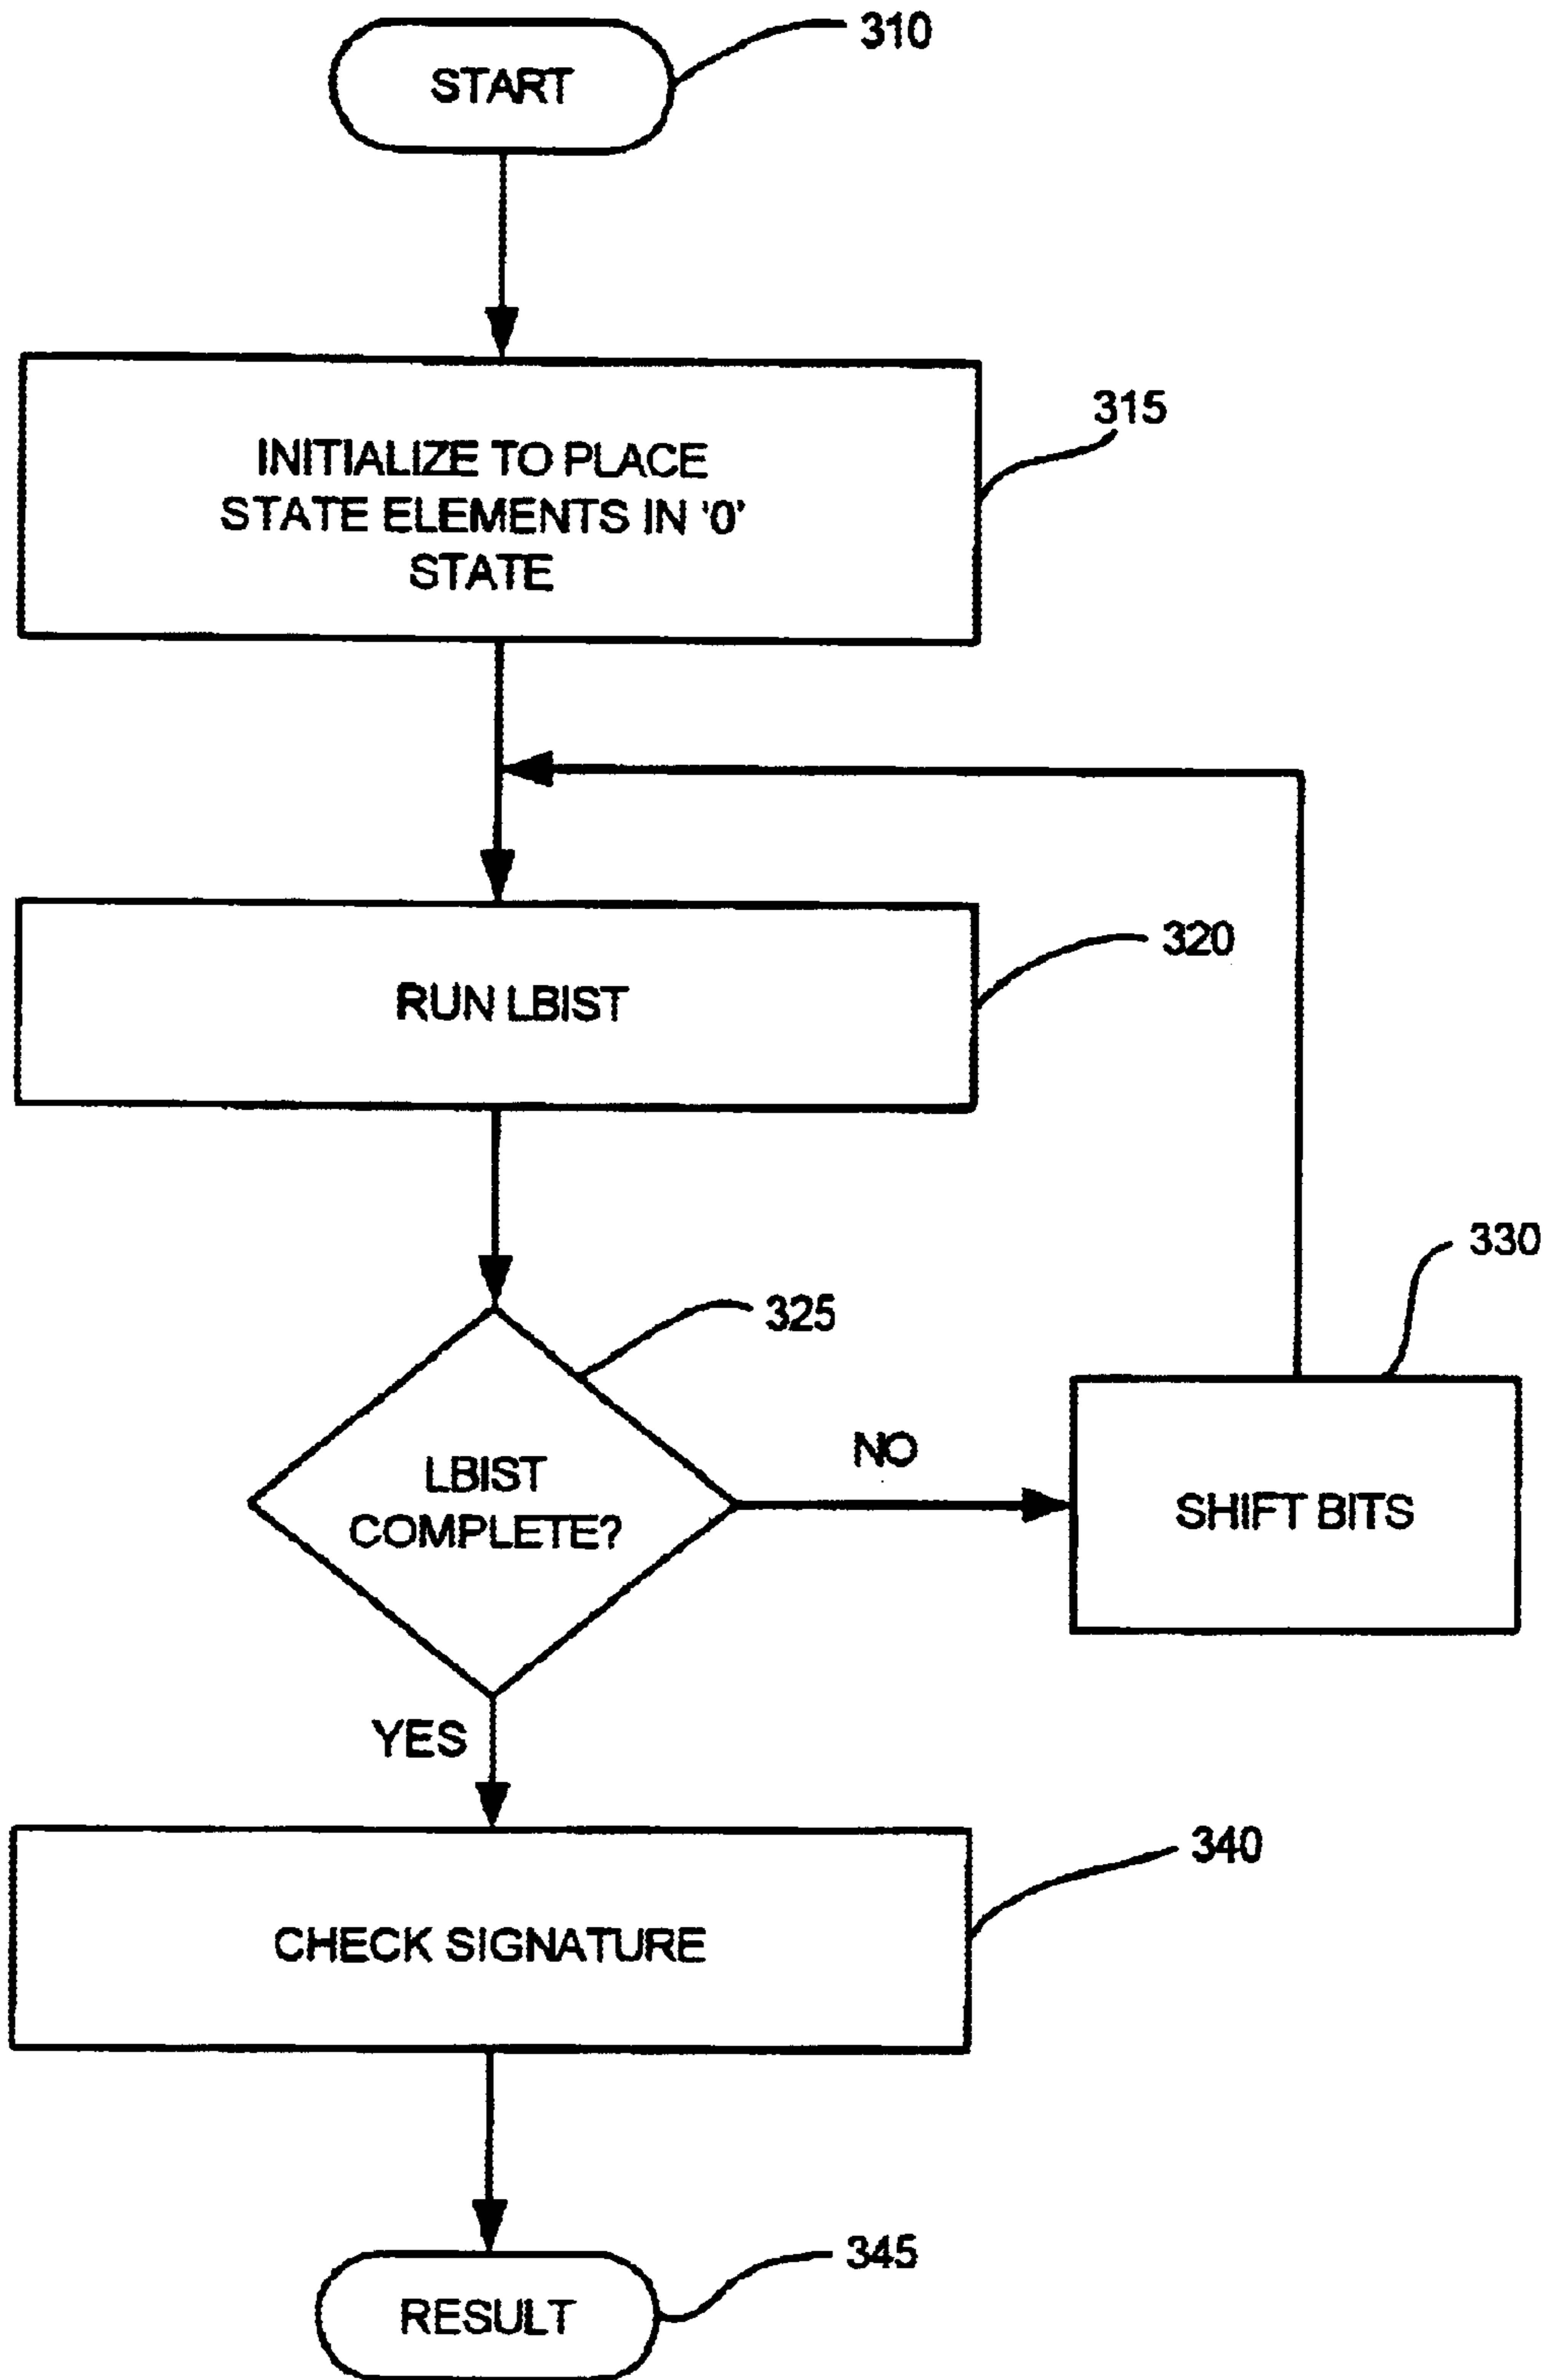 310
START
315
INITIALIZE TO PLACE
STATE ELEMENTS IN '0'
STATE
320
RUN LBIST
325
330
LBIST
COMPLETE?
NO
SHIFT BITS
YES
340
CHECK SIGNATURE
345
RESULT